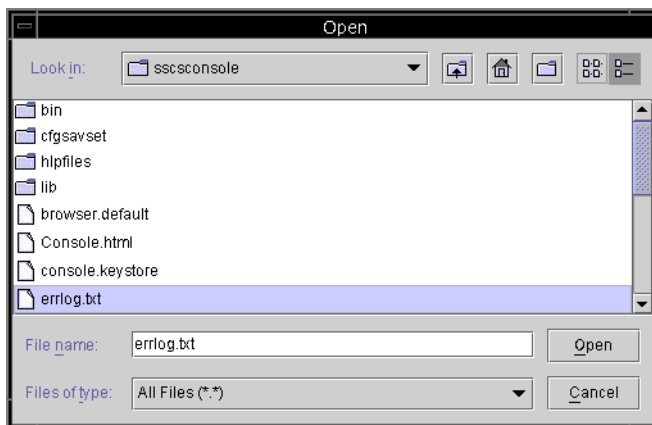 Open
Look in: sscsconsole
bin
cfgsavset
hlpfiles
lib
browser.default
Console.html
console.keystore
errlog.txt
File name: errlog.txt Open
Files of type: All Files (*.*) Cancel